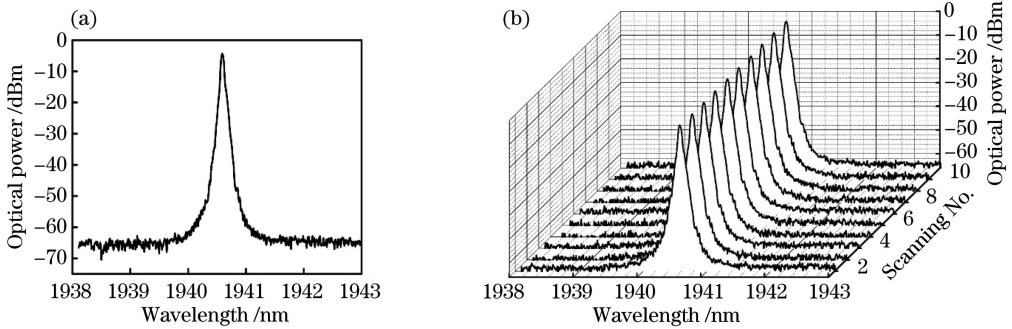 (a)
0
−10
−20
−30
−40
−50
−60
−70
Optical power /dBm
1938 1939 1940 1941 1942 1943
Wavelength /nm
(b)
0
−10
−20
−30
−40
−50
−60
Optical power /dBm
10
8
6
4
2
Scanning No.
1938 1939 1940 1941 1942 1943
Wavelength /nm